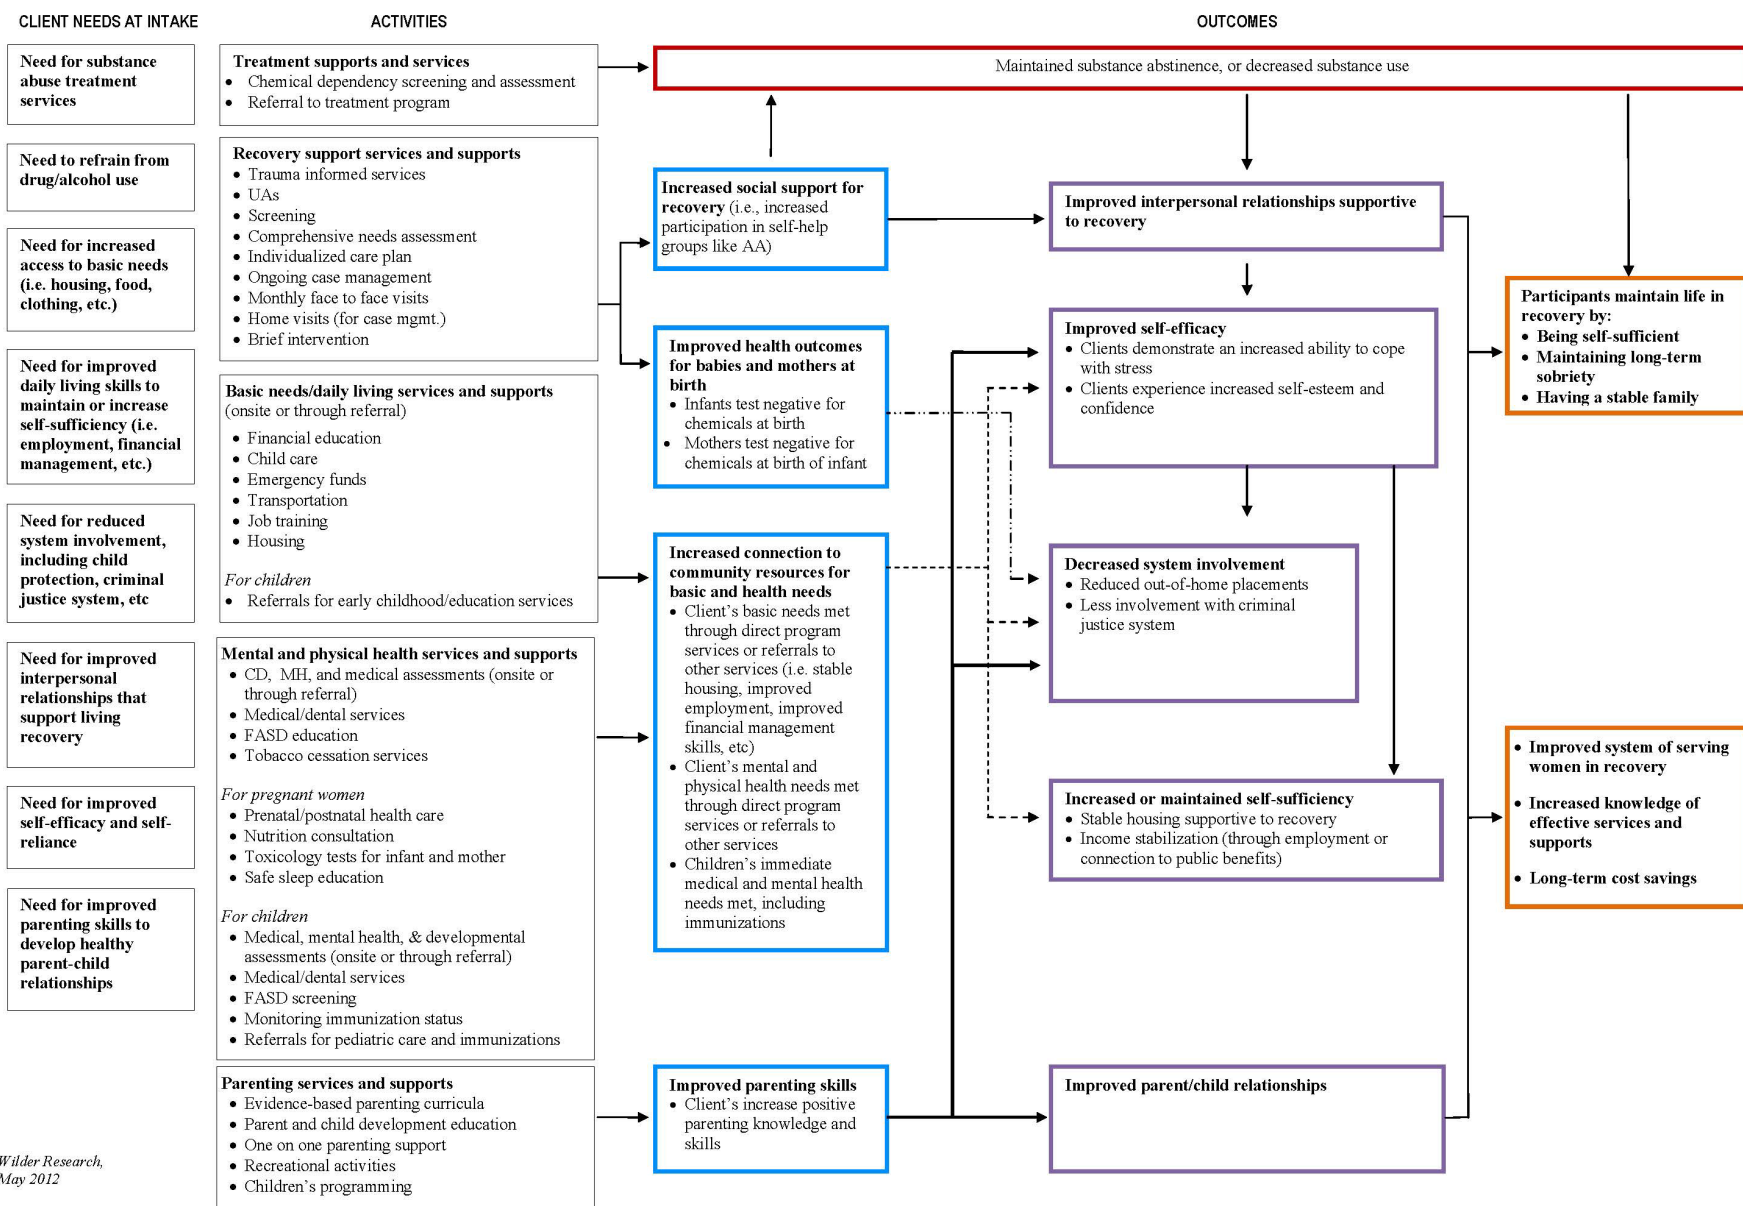 CLIENT NEEDS AT INTAKE
ACTIVITIES
OUTCOMES
Need for substance
abuse treatment
services
Need to refrain from
drug/alcohol use
Need for increased
access to basic needs
(i.e. housing, food,
clothing, etc.)
Need for improved
daily living skills to
maintain or increase
self-sufficiency (i.e.
employment, financial
management, etc.)
Need for reduced
system involvement,
including child
protection, criminal
justice system, etc
Need for improved
interpersonal
relationships that
support living
recovery
Need for improved
self-efficacy and self-
reliance
Need for improved
parenting skills to
develop healthy
parent-child
relationships
Wilder Research,
May 2012
Treatment supports and services
• Chemical dependency screening and assessment
• Referral to treatment program
Recovery support services and supports
• Trauma informed services
• UAs
• Screening
• Comprehensive needs assessment
• Individualized care plan
• Ongoing case management
• Monthly face to face visits
• Home visits (for case mgmt.)
• Brief intervention
Basic needs/daily living services and supports
(onsite or through referral)
• Financial education
• Child care
• Emergency funds
• Transportation
• Job training
• Housing
For children
• Referrals for early childhood/education services
Mental and physical health services and supports
• CD, MH, and medical assessments (onsite or
through referral)
• Medical/dental services
• FASD education
• Tobacco cessation services
For pregnant women
• Prenatal/postnatal health care
• Nutrition consultation
• Toxicology tests for infant and mother
• Safe sleep education
For children
• Medical, mental health, & developmental
assessments (onsite or through referral)
• Medical/dental services
• FASD screening
• Monitoring immunization status
• Referrals for pediatric care and immunizations
Parenting services and supports
• Evidence-based parenting curricula
• Parent and child development education
• One on one parenting support
• Recreational activities
• Children's programming
Maintained substance abstinence, or decreased substance use
Increased social support for
recovery (i.e., increased
participation in self-help
groups like AA)
Improved health outcomes
for babies and mothers at
birth
• Infants test negative for
chemicals at birth
• Mothers test negative for
chemicals at birth of infant
Increased connection to
community resources for
basic and health needs
• Client's basic needs met
through direct program
services or referrals to
other services (i.e. stable
housing, improved
employment, improved
financial management
skills, etc)
• Client's mental and
physical health needs met
through direct program
services or referrals to
other services
• Children's immediate
medical and mental health
needs met, including
immunizations
Improved parenting skills
• Client's increase positive
parenting knowledge and
skills
Improved interpersonal relationships supportive
to recovery
Improved self-efficacy
• Clients demonstrate an increased ability to cope
with stress
• Clients experience increased self-esteem and
confidence
Decreased system involvement
• Reduced out-of-home placements
• Less involvement with criminal
justice system
Increased or maintained self-sufficiency
• Stable housing supportive to recovery
• Income stabilization (through employment or
connection to public benefits)
Improved parent/child relationships
Participants maintain life in
recovery by:
• Being self-sufficient
• Maintaining long-term
sobriety
• Having a stable family
• Improved system of serving
women in recovery
• Increased knowledge of
effective services and
supports
• Long-term cost savings